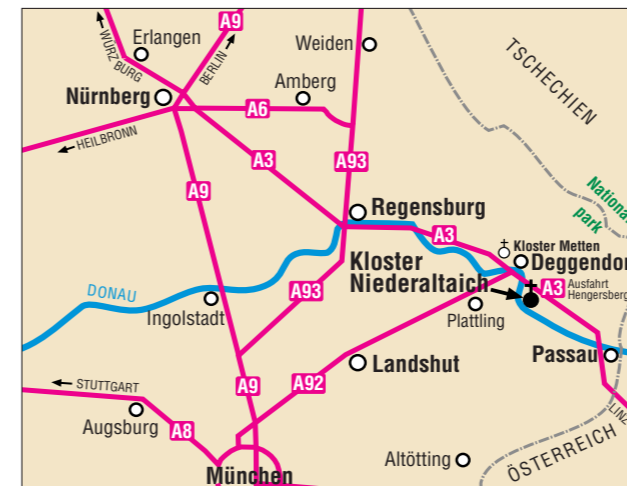 A9
WÜRZBURG
Erlangen
BERLIN
Weiden
TSCHECHIEN
Nürnberg
Amberg
A6
HEILBRONN
A3
A93
A9
National
park
Regensburg
A3
Kloster Metten
Deggendorf
Kloster
Niederaltaich
A3
Ausfahrt
Hengersberg
DONAU
A93
Ingolstadt
Plattling
Passau
STUTTGART
A9
A92
Landshut
LINZ
Augsburg
A8
München
Altötting
ÖSTERREICH